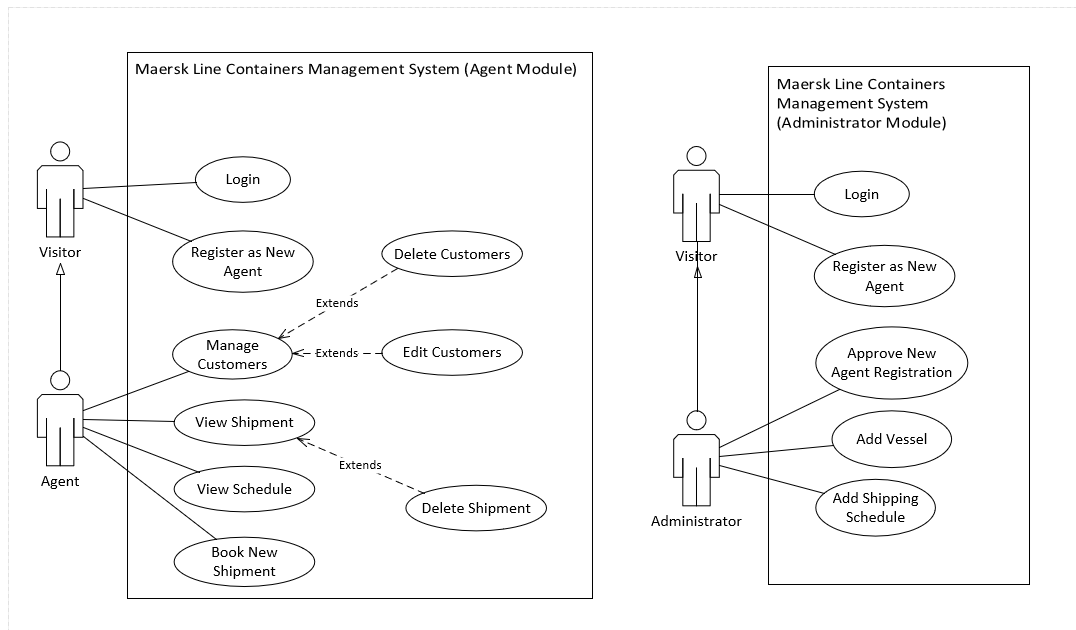 Maersk Line Containers Management System (Agent Module)
Login
Visitor
Register as New
Agent
Delete Customers
Extends
Manage
Customers
Extends
Edit Customers
View Shipment
Agent
Extends
View Schedule
Delete Shipment
Book New
Shipment
Maersk Line Containers
Management System
(Administrator Module)
Login
Visitor
Register as New
Agent
Approve New
Agent Registration
Add Vessel
Administrator
Add Shipping
Schedule